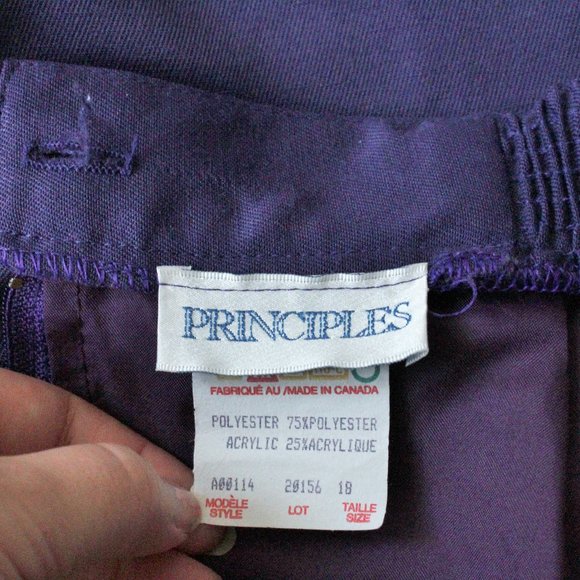 PRINCIPLES
FABRIQUÉ AU /MADE IN CANADA
POLYESTER 75%POLYESTER
ACRYLIC 25%ACRYLIQUE
A00114 20156 18
MODÈLE STYLE LOT TAILLE SIZE